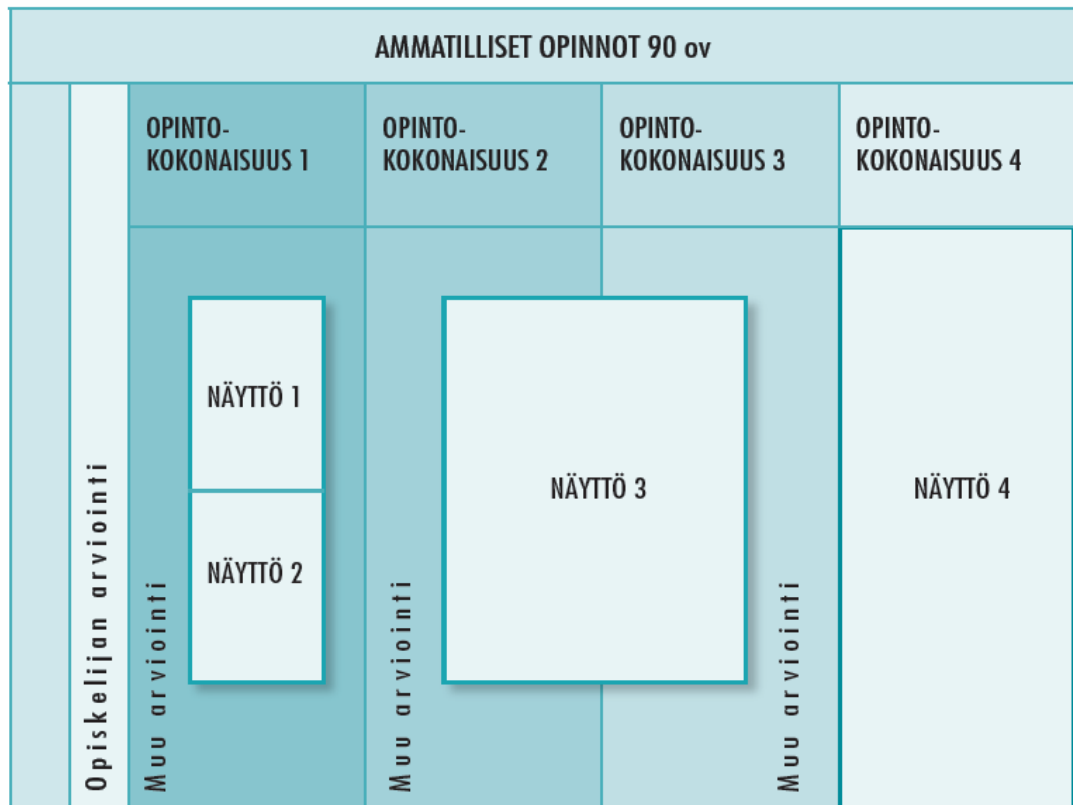 AMMATILLISET OPINNOT 90 ov
OPINTO-
KOKONAISUUS 1
OPINTO-
KOKONAISUUS 2
OPINTO-
KOKONAISUUS 3
OPINTO-
KOKONAISUUS 4
Opiskelijan arviointi
Muu arviointi
NÄYTTÖ 1
NÄYTTÖ 2
Muu arviointi
NÄYTTÖ 3
Muu arviointi
NÄYTTÖ 4